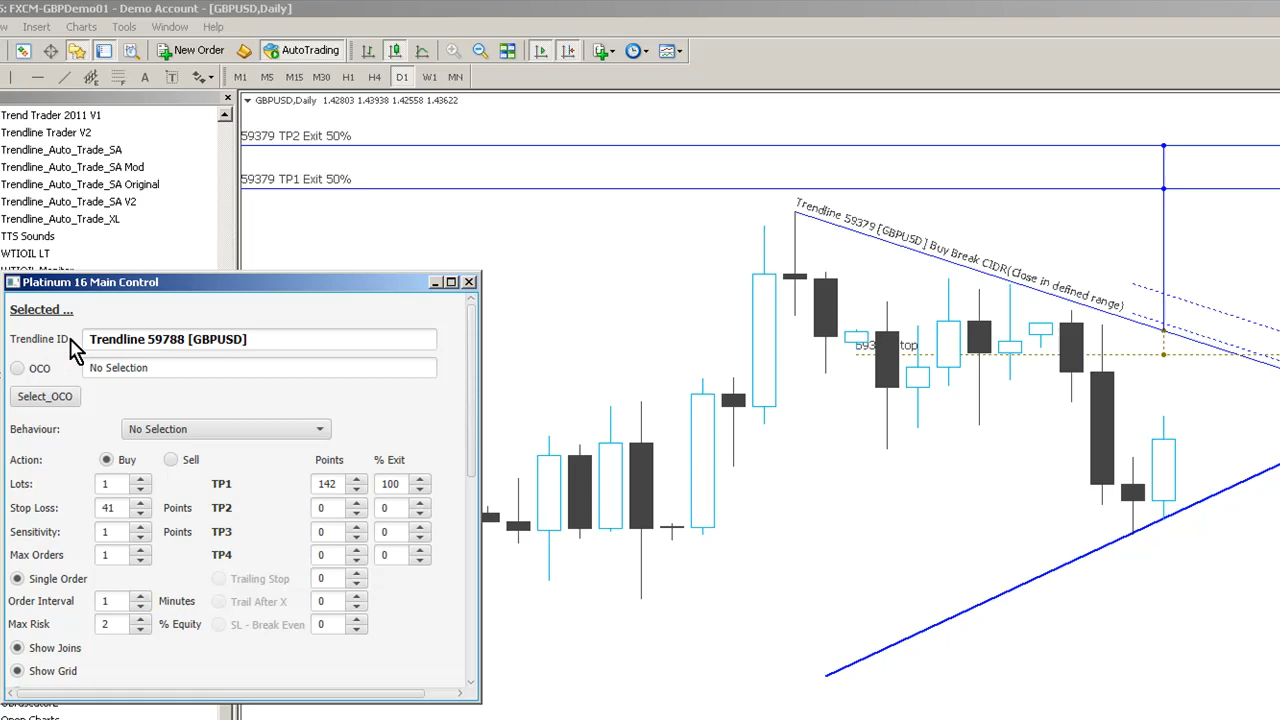 5: FXCM-GBPDemo01 - Demo Account - [GBPUSD,Daily]
Insert Charts Tools Window Help
New Order AutoTrading
A T M1 M5 M15 M30 H1 H4 D1 W1 MN
Trend Trader 2011 V1
Trendline Trader V2
Trendline_Auto_Trade_SA
Trendline_Auto_Trade_SA Mod
Trendline_Auto_Trade_SA Original
Trendline_Auto_Trade_SA V2
Trendline_Auto_Trade_XL
TTS Sounds
WTIOIL LT
WTIOIL Monitor
GBPUSD,Daily 1.42803 1.43938 1.42558 1.43622
59379 TP2 Exit 50%
59379 TP1 Exit 50%
Trendline 59379 [GBPUSD] Buy Break CIDR(Close in defined range)
Platinum 16 Main Control
Selected ...
Trendline ID: Trendline 59788 [GBPUSD]
OCO No Selection
Select_OCO
Behaviour: No Selection
Action: Buy Sell Points % Exit
Lots: 1 TP1 142 100
Stop Loss: 41 Points TP2 0 0
Sensitivity: 1 Points TP3 0 0
Max Orders 1 TP4 0 0
Single Order Trailing Stop 0
Order Interval 1 Minutes Trail After X 0
Max Risk 2 % Equity SL - Break Even 0
Show Joins
Show Grid
Open Charts